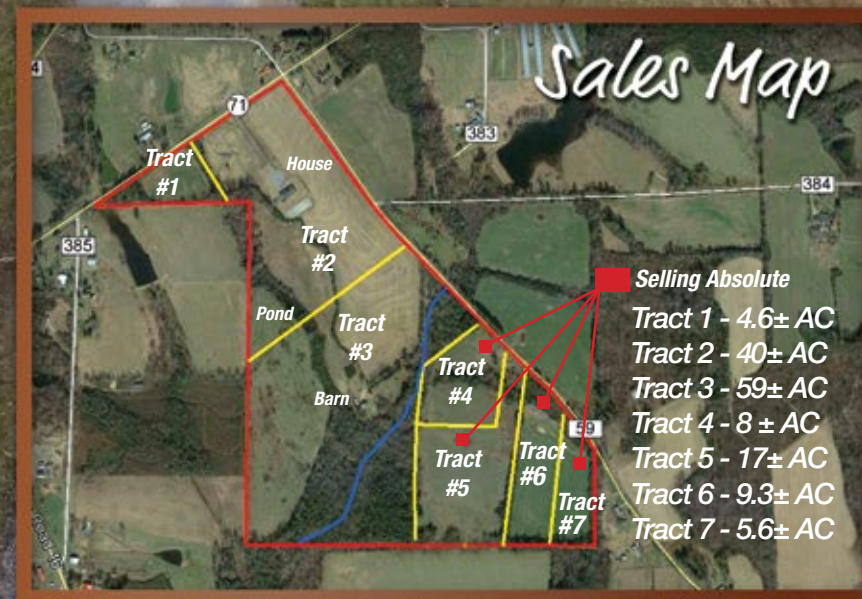 Sales Map
71
383
384
385
4
Tract
#1
House
Tract
#2
Pond
Tract
#3
Barn
Tract
#4
Tract
#5
Tract
#6
Tract
#7
59
Selling Absolute
Tract 1 - 4.6± AC
Tract 2 - 40± AC
Tract 3 - 59± AC
Tract 4 - 8 ± AC
Tract 5 - 17± AC
Tract 6 - 9.3± AC
Tract 7 - 5.6± AC